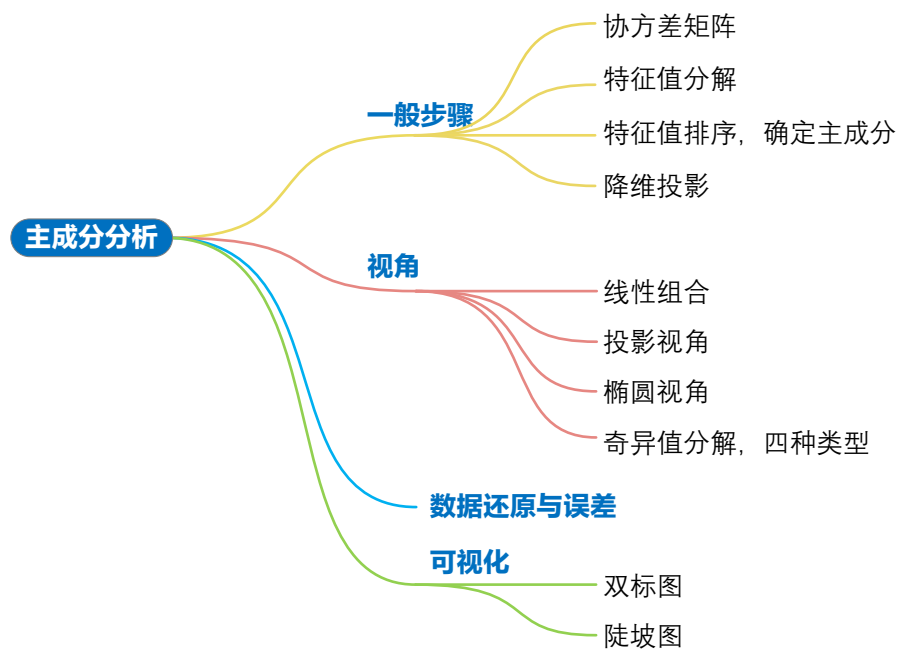 主成分分析
一般步骤
协方差矩阵
特征值分解
特征值排序，确定主成分
降维投影
视角
线性组合
投影视角
椭圆视角
奇异值分解，四种类型
数据还原与误差
可视化
双标图
陡坡图